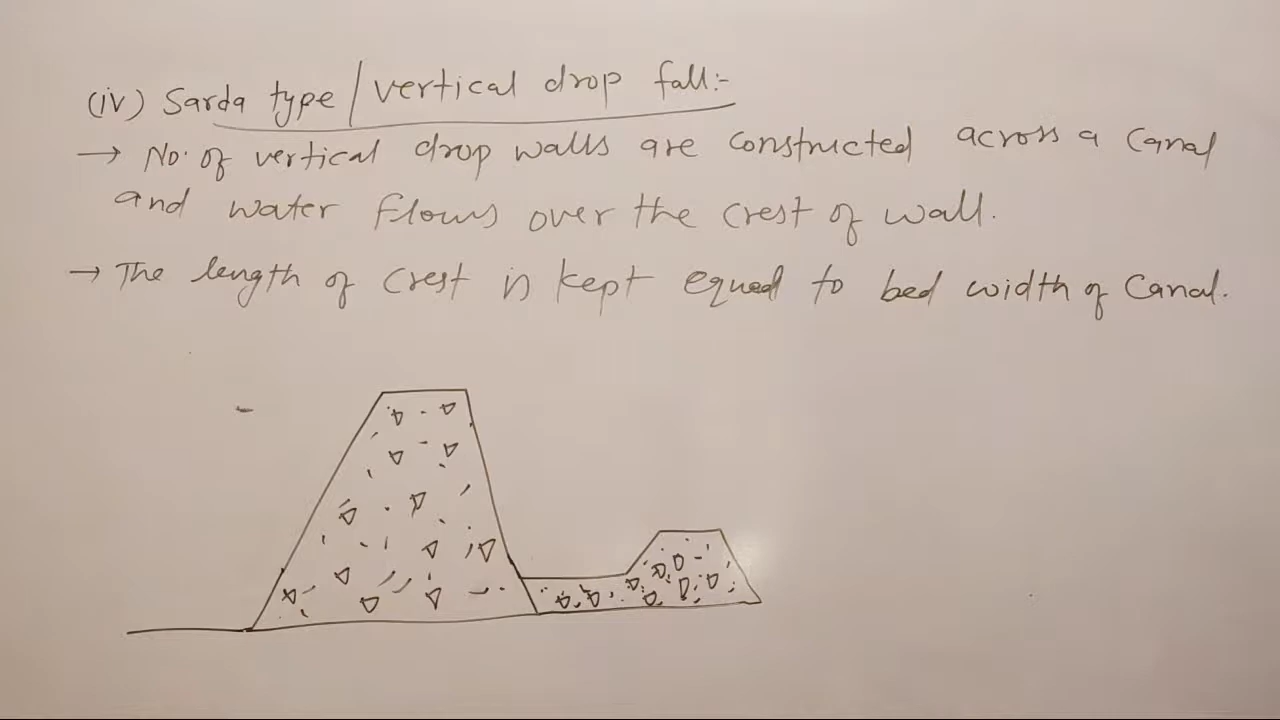 (iv) Sarda type / vertical drop fall:-
→ No. of vertical drop walls are constructed across a canal
and water flows over the crest of wall.
→ The length of crest is kept equal to bed width of Canal.